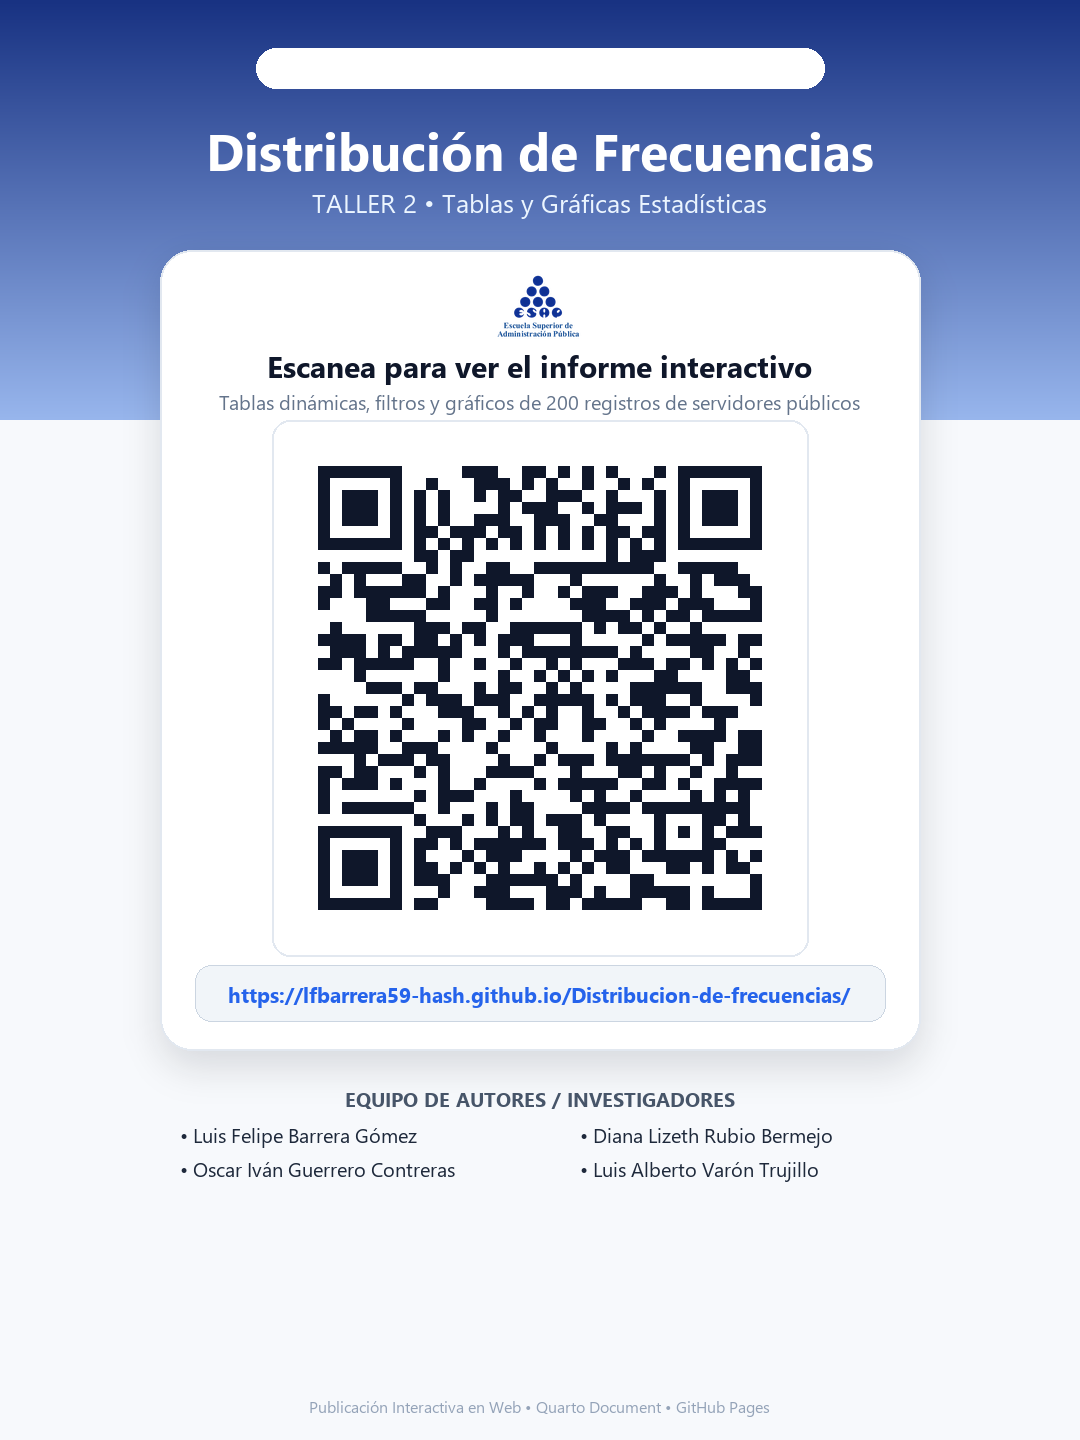 Distribución de Frecuencias
TALLER 2 • Tablas y Gráficas Estadísticas
ESAP
Escuela Superior de
Administración Pública
Escanea para ver el informe interactivo
Tablas dinámicas, filtros y gráficos de 200 registros de servidores públicos
https://lfbarrera59-hash.github.io/Distribucion-de-frecuencias/
EQUIPO DE AUTORES / INVESTIGADORES
• Luis Felipe Barrera Gómez
• Diana Lizeth Rubio Bermejo
• Oscar Iván Guerrero Contreras
• Luis Alberto Varón Trujillo
Publicación Interactiva en Web • Quarto Document • GitHub Pages